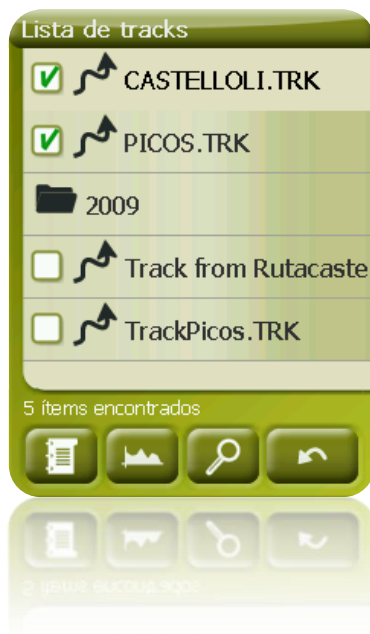 Lista de tracks
CASTELLOLI.TRK
PICOS.TRK
2009
Track from Rutacaste
TrackPicos.TRK
5 ítems encontrados